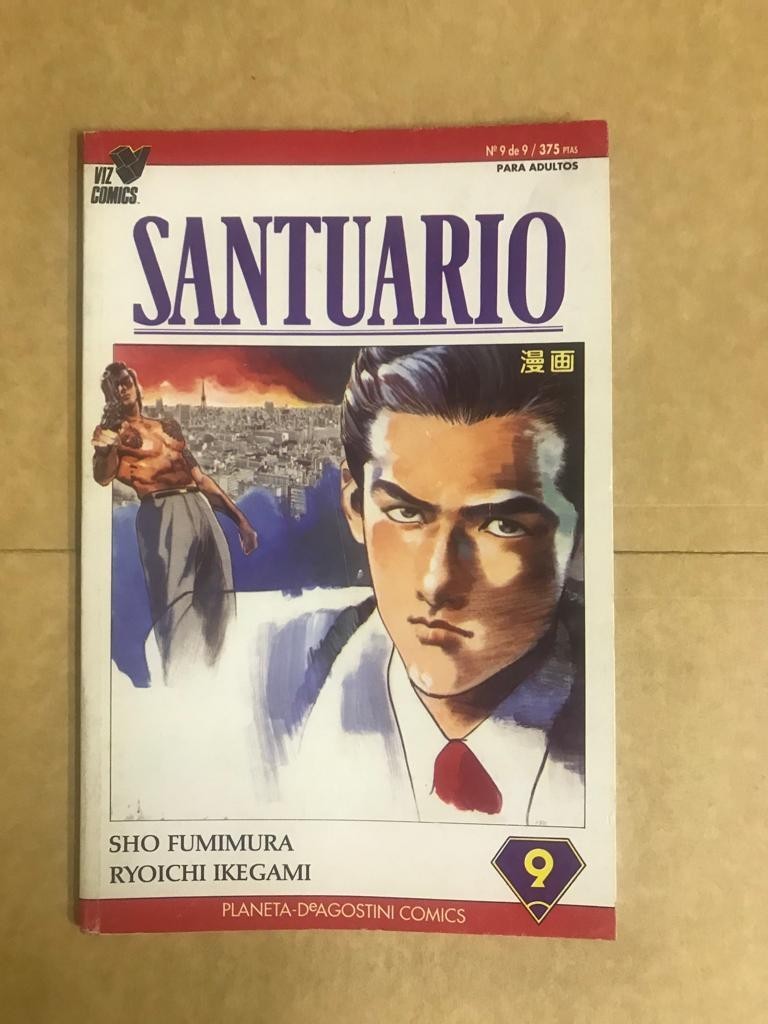 Nº 9 de 9 / 375 PTAS
PARA ADULTOS
VIZ
COMICS™
SANTUARIO
漫画
SHO FUMIMURA
RYOICHI IKEGAMI
9
PLANETA-DeAGOSTINI COMICS